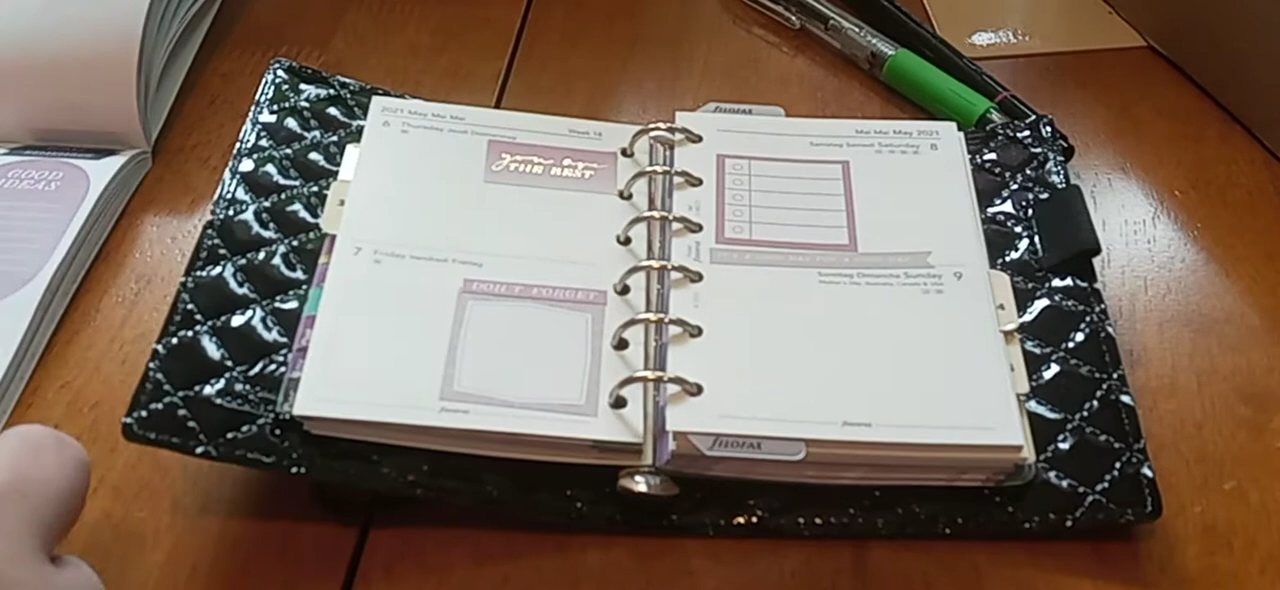 GOOD
IDEAS
2021 May Mai Mai
Week 18
6 Thursday Jeudi Donnerstag
you are
THE BEST
7 Friday Vendredi Freitag
DON'T FORGET
filofax
filofax
Mai Mai May 2021
Samstag Samedi Saturday 8
Sonntag Dimanche Sunday 9
Mother's Day, Australia, Canada & USA
filofax
filofax